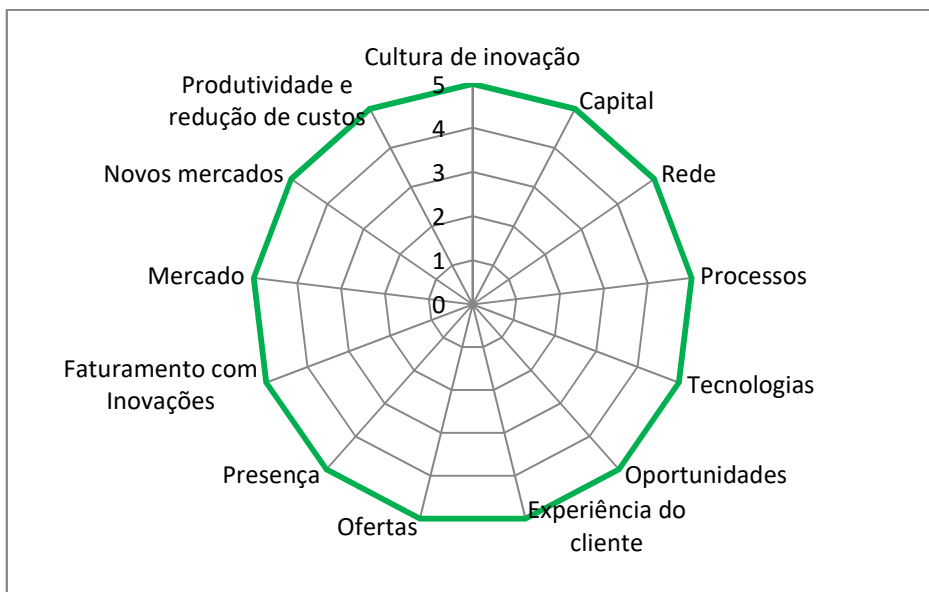 Cultura de inovação
Capital
Rede
Processos
Tecnologias
Oportunidades
Experiência do
cliente
Ofertas
Presença
Faturamento com
Inovações
Mercado
Novos mercados
Produtividade e
redução de custos
5
4
3
2
1
0